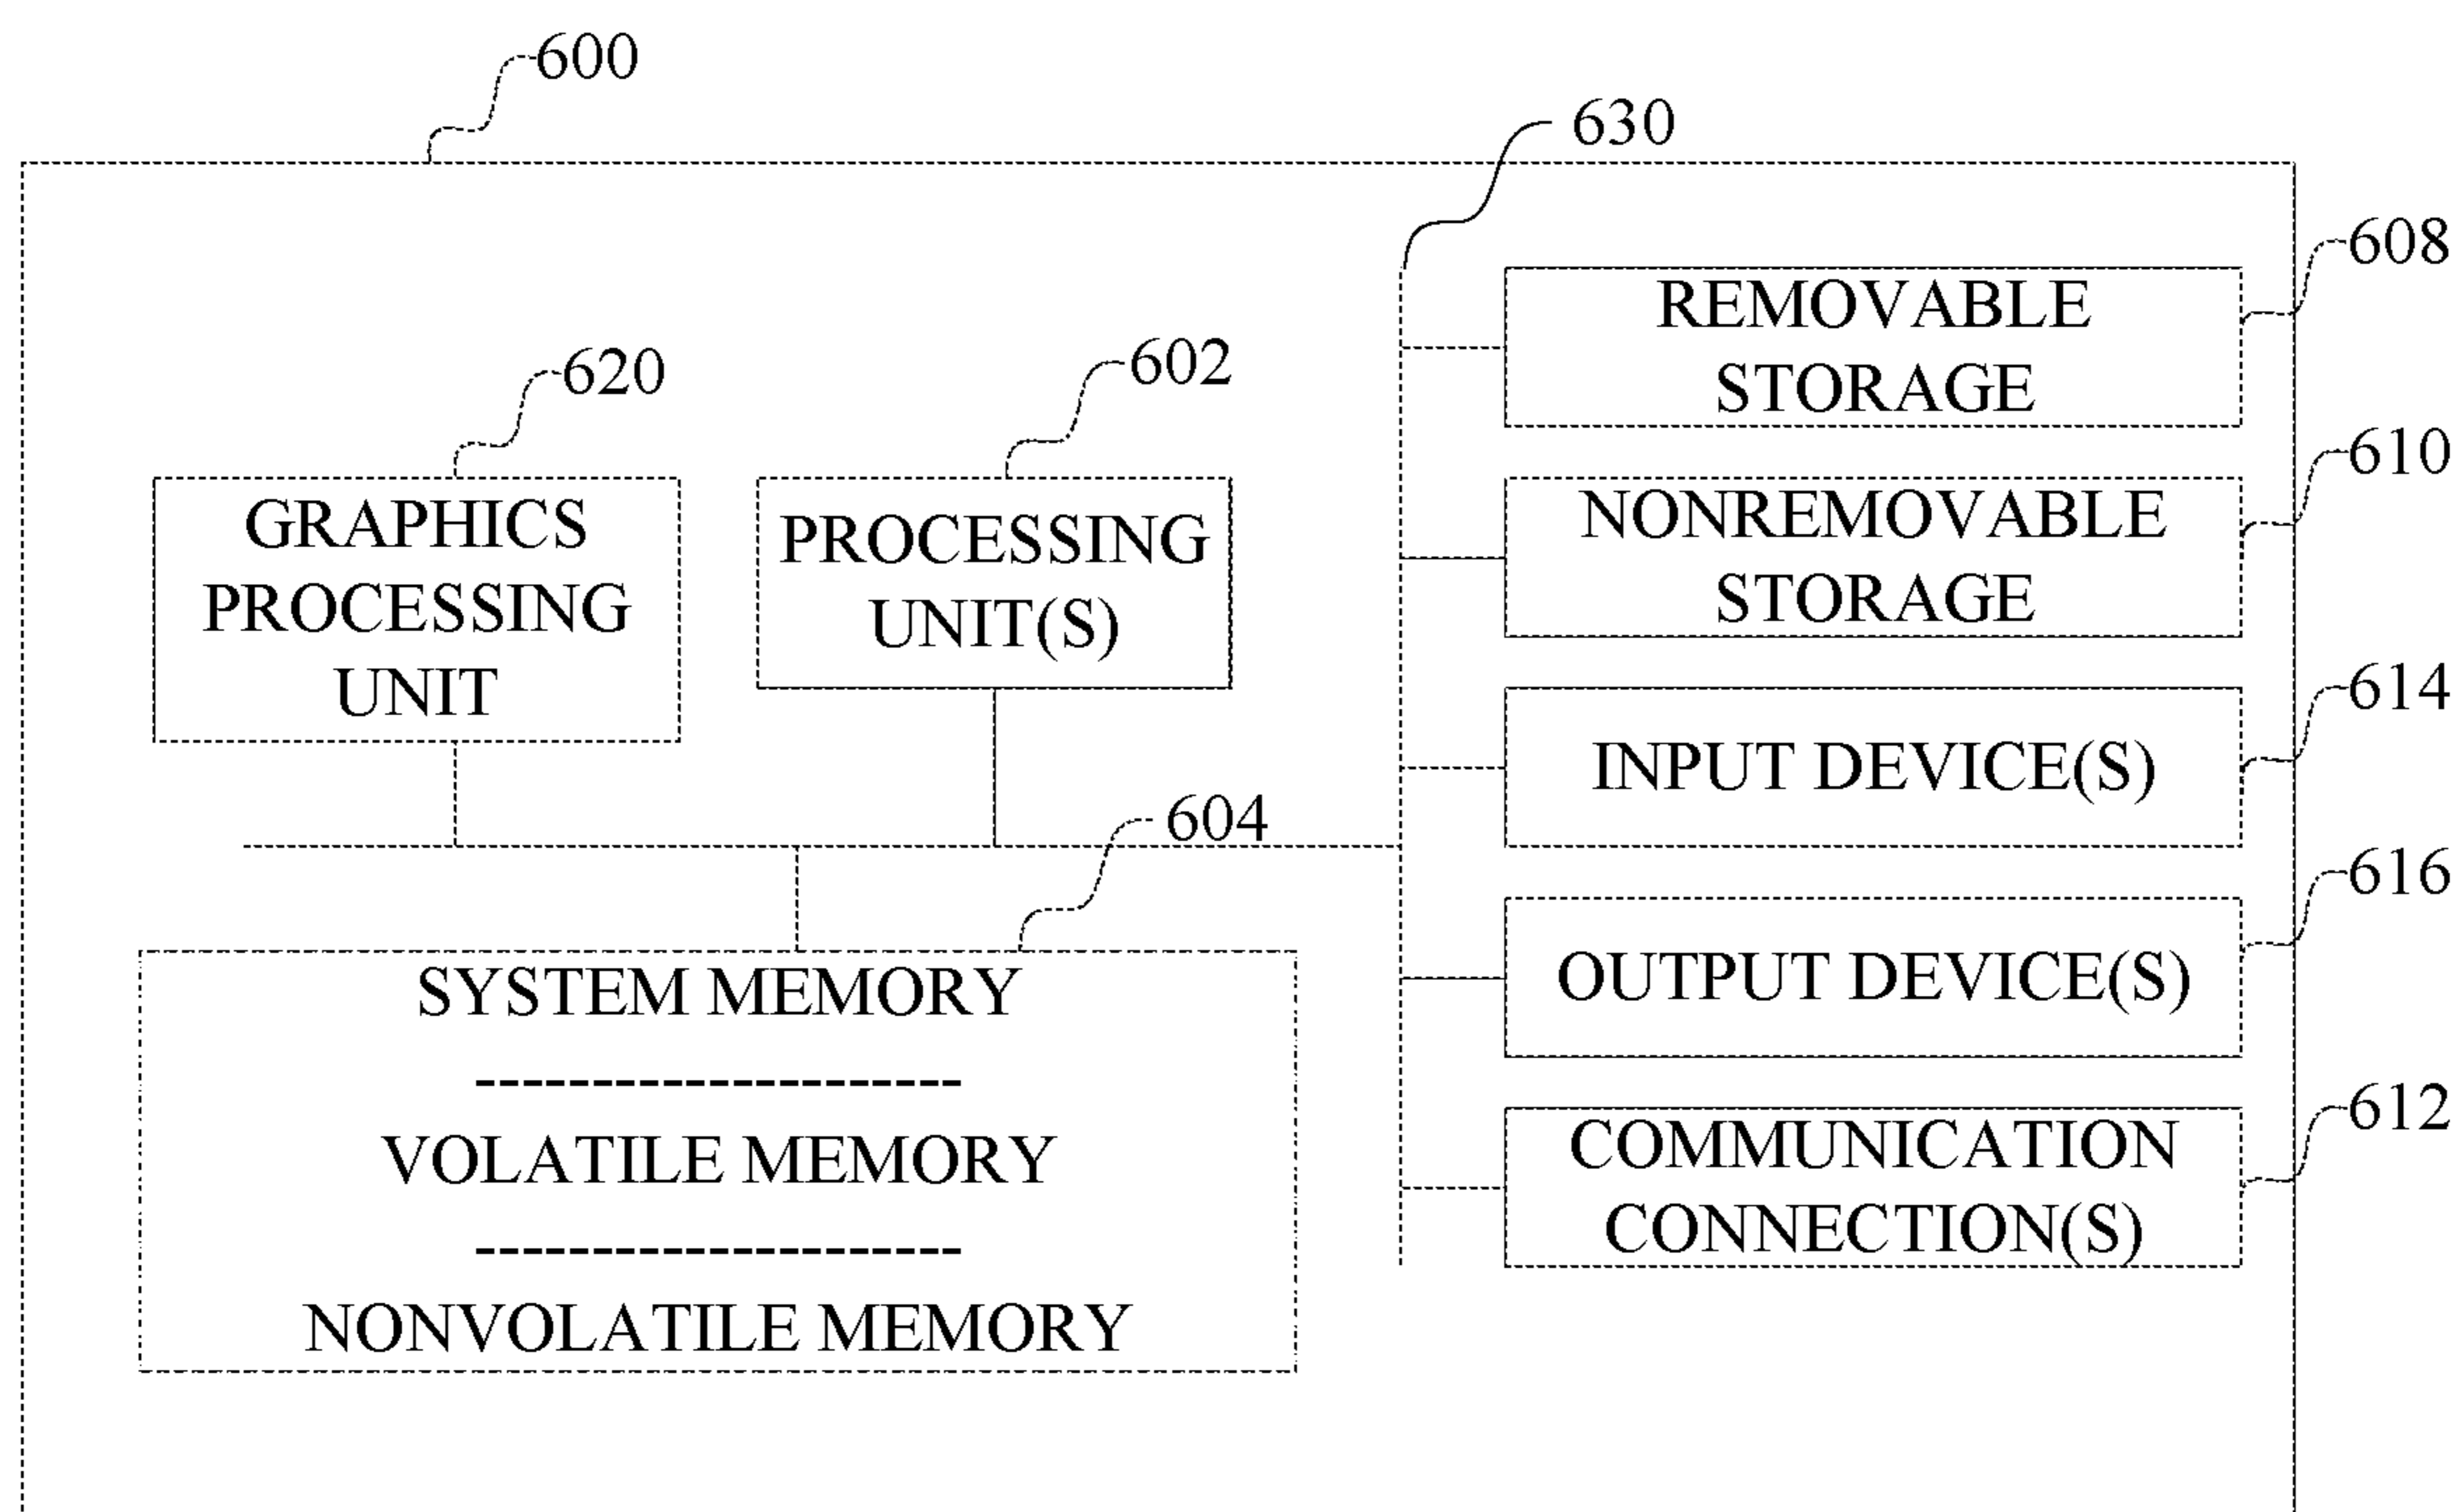 600
630
608
REMOVABLE
STORAGE
620
602
610
GRAPHICS
PROCESSING
UNIT
PROCESSING
UNIT(S)
NONREMOVABLE
STORAGE
614
INPUT DEVICE(S)
604
616
OUTPUT DEVICE(S)
SYSTEM MEMORY
VOLATILE MEMORY
NONVOLATILE MEMORY
612
COMMUNICATION
CONNECTION(S)